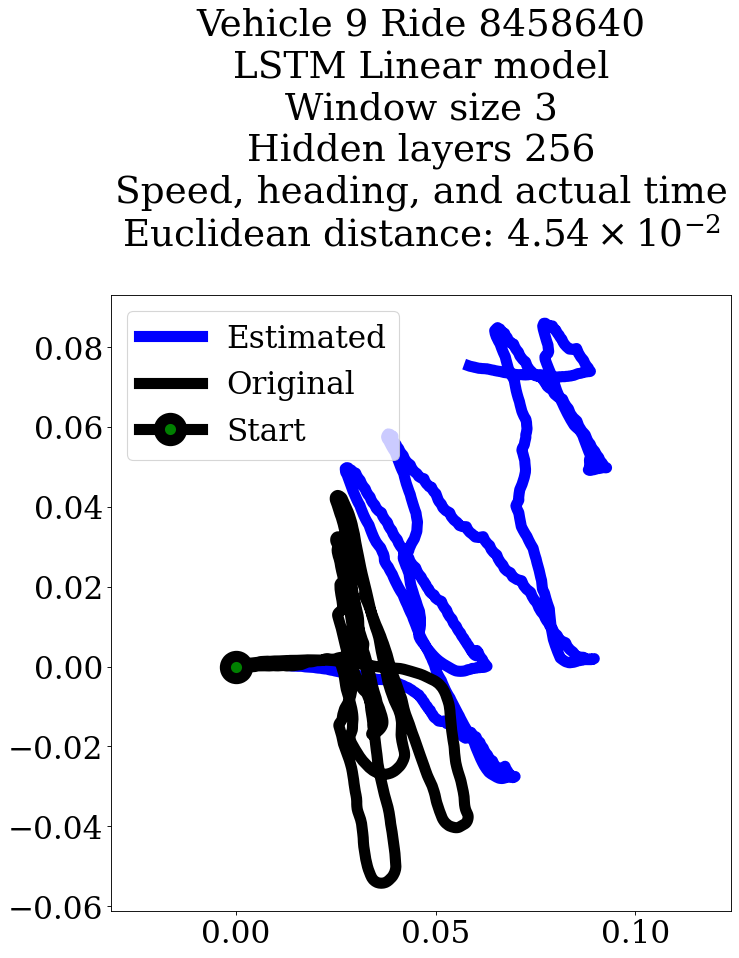 Vehicle 9 Ride 8458640
LSTM Linear model
Window size 3
Hidden layers 256
Speed, heading, and actual time
Euclidean distance: 4.54 × 10⁻²
Estimated
Original
Start
0.08
0.06
0.04
0.02
0.00
−0.02
−0.04
−0.06
0.00 0.05 0.10